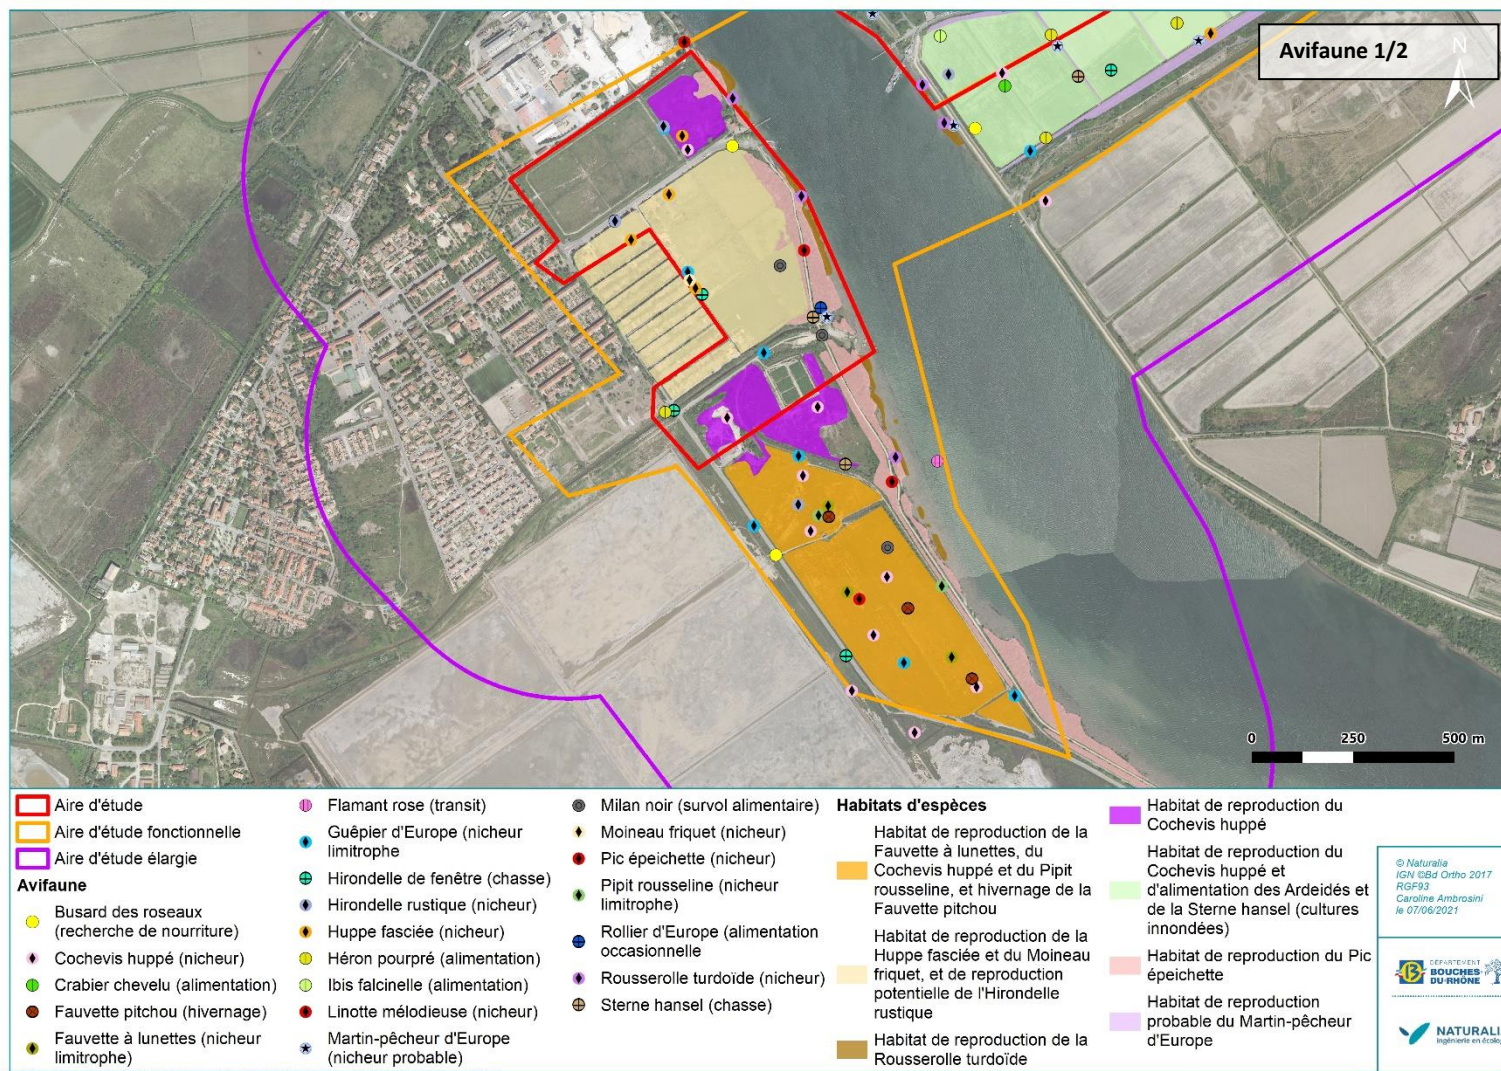 Avifaune 1/2
N
0 250 500 m
Aire d'étude
Aire d'étude fonctionnelle
Aire d'étude élargie
Avifaune
Busard des roseaux
(recherche de nourriture)
Cochevis huppé (nicheur)
Crabier chevelu (alimentation)
Fauvette pitchou (hivernage)
Fauvette à lunettes (nicheur
limitrophe)
Flamant rose (transit)
Guêpier d'Europe (nicheur
limitrophe
Hirondelle de fenêtre (chasse)
Hirondelle rustique (nicheur)
Huppe fasciée (nicheur)
Héron pourpré (alimentation)
Ibis falcinelle (alimentation)
Linotte mélodieuse (nicheur)
Martin-pêcheur d'Europe
(nicheur probable)
Milan noir (survol alimentaire)
Moineau friquet (nicheur)
Pic épeichette (nicheur)
Pipit rousseline (nicheur
limitrophe)
Rollier d'Europe (alimentation
occasionnelle
Rousserolle turdoïde (nicheur)
Sterne hansel (chasse)
Habitats d'espèces
Habitat de reproduction de la
Fauvette à lunettes, du
Cochevis huppé et du Pipit
rousseline, et hivernage de la
Fauvette pitchou
Habitat de reproduction de la
Huppe fasciée et du Moineau
friquet, et de reproduction
potentielle de l'Hirondelle
rustique
Habitat de reproduction de la
Rousserolle turdoïde
Habitat de reproduction du
Cochevis huppé
Habitat de reproduction du
Cochevis huppé et
d'alimentation des Ardeidés et
de la Sterne hansel (cultures
innondées)
Habitat de reproduction du Pic
épeichette
Habitat de reproduction
probable du Martin-pêcheur
d'Europe
© Naturalia
IGN ©Bd Ortho 2017
RGF93
Caroline Ambrosini
le 07/06/2021
DÉPARTEMENT
BOUCHES-
DU-RHÔNE
NATURALIA
Ingénierie en écolog